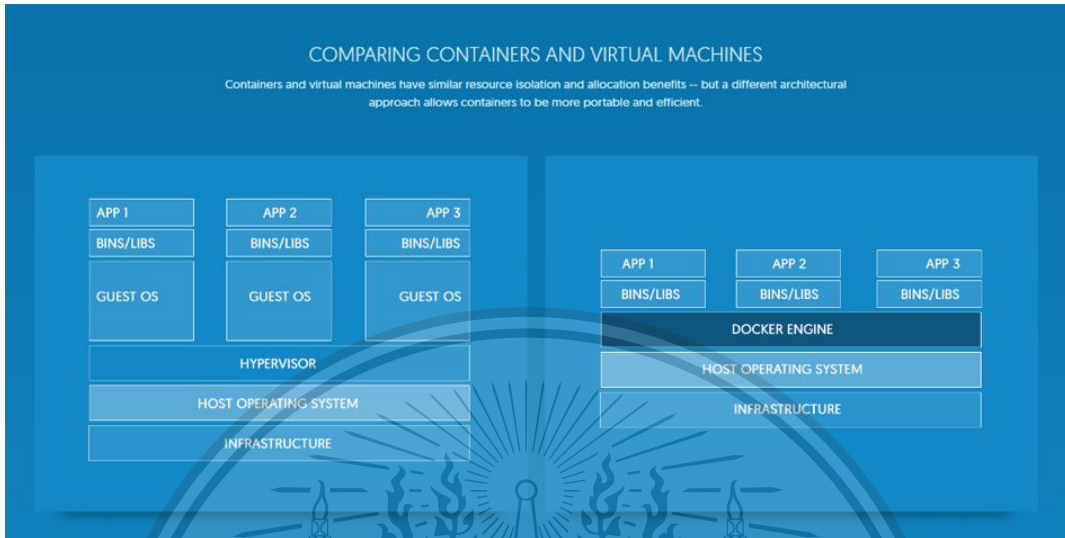 COMPARING CONTAINERS AND VIRTUAL MACHINES
Containers and virtual machines have similar resource isolation and allocation benefits -- but a different architectural
approach allows containers to be more portable and efficient.
APP 1 APP 2 APP 3
BINS/LIBS BINS/LIBS BINS/LIBS
GUEST OS GUEST OS GUEST OS
HYPERVISOR
HOST OPERATING SYSTEM
INFRASTRUCTURE
APP 1 APP 2 APP 3
BINS/LIBS BINS/LIBS BINS/LIBS
DOCKER ENGINE
HOST OPERATING SYSTEM
INFRASTRUCTURE